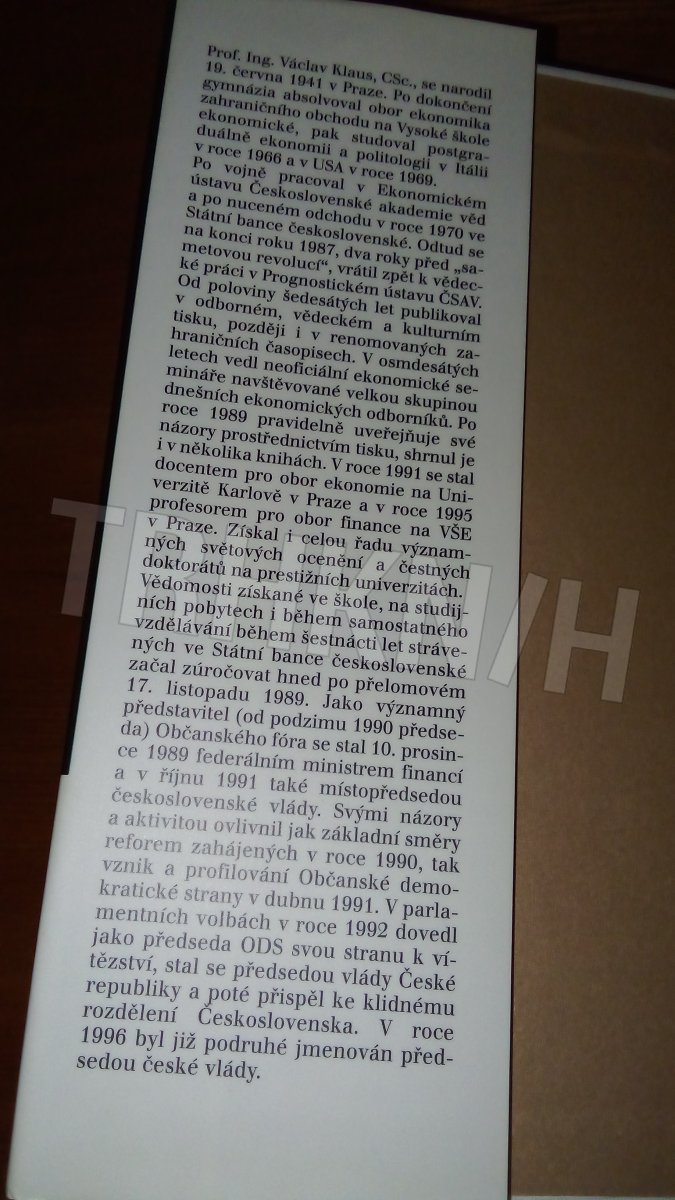 Prof. Ing. Václav Klaus, CSc., se narodil
19. června 1941 v Praze. Po dokončení
gymnázia absolvoval obor ekonomika
zahraničního obchodu na Vysoké škole
ekonomické, pak studoval postgra-
duálně ekonomii a politologii v Itálii
v roce 1966 a v USA v roce 1969.
Po vojně pracoval v Ekonomickém
ústavu Československé akademie věd
a po nuceném odchodu v roce 1970 ve
Státní bance československé. Odtud se
na konci roku 1987, dva roky před „sa-
metovou revolucí“, vrátil zpět k vědec-
ké práci v Prognostickém ústavu ČSAV.
Od poloviny šedesátých let publikoval
v odborném, vědeckém a kulturním
tisku, později i v renomovaných za-
hraničních časopisech. V osmdesátých
letech vedl neoficiální ekonomické se-
mináře navštěvované velkou skupinou
dnešních ekonomických odborníků. Po
roce 1989 pravidelně uveřejňuje své
názory prostřednictvím tisku, shrnul je
i v několika knihách. V roce 1991 se stal
docentem pro obor ekonomie na Uni-
verzitě Karlově v Praze a v roce 1995
profesorem pro obor finance na VŠE
v Praze. Získal i celou řadu význam-
ných světových ocenění a čestných
doktorátů na prestižních univerzitách.
Vědomosti získané ve škole, na studij-
ních pobytech i během samostatného
vzdělávání během šestnácti let stráve-
ných ve Státní bance československé
začal zúročovat hned po přelomovém
17. listopadu 1989. Jako významný
představitel (od podzimu 1990 předse-
da) Občanského fóra se stal 10. prosin-
ce 1989 federálním ministrem financí
a v říjnu 1991 také místopředsedou
československé vlády. Svými názory
a aktivitou ovlivnil jak základní směry
reforem zahájených v roce 1990, tak
vznik a profilování Občanské demo-
kratické strany v dubnu 1991. V parla-
mentních volbách v roce 1992 dovedl
jako předseda ODS svou stranu k ví-
tězství, stal se předsedou vlády České
republiky a poté přispěl ke klidnému
rozdělení Československa. V roce
1996 byl již podruhé jmenován před-
sedou české vlády.